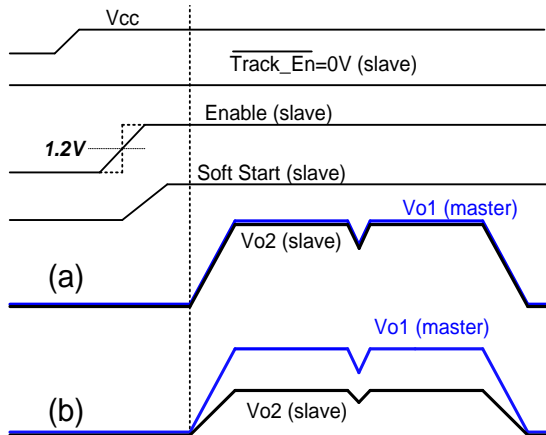 Vcc
Track_En=0V (slave)
Enable (slave)
1.2V
Soft Start (slave)
Vo1 (master)
Vo2 (slave)
(a)
Vo1 (master)
(b)
Vo2 (slave)